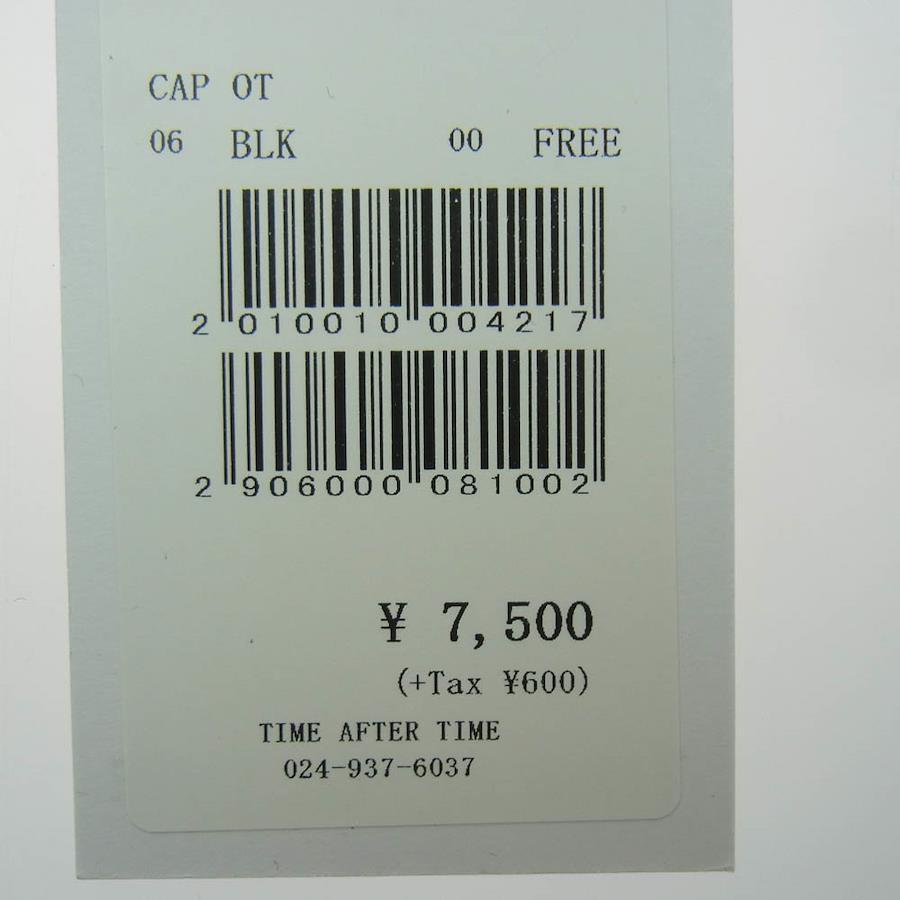 CAP OT
06 BLK 00 FREE
2 010010 004217
2 906000 081002
¥ 7,500
(+Tax ¥600)
TIME AFTER TIME
024-937-6037